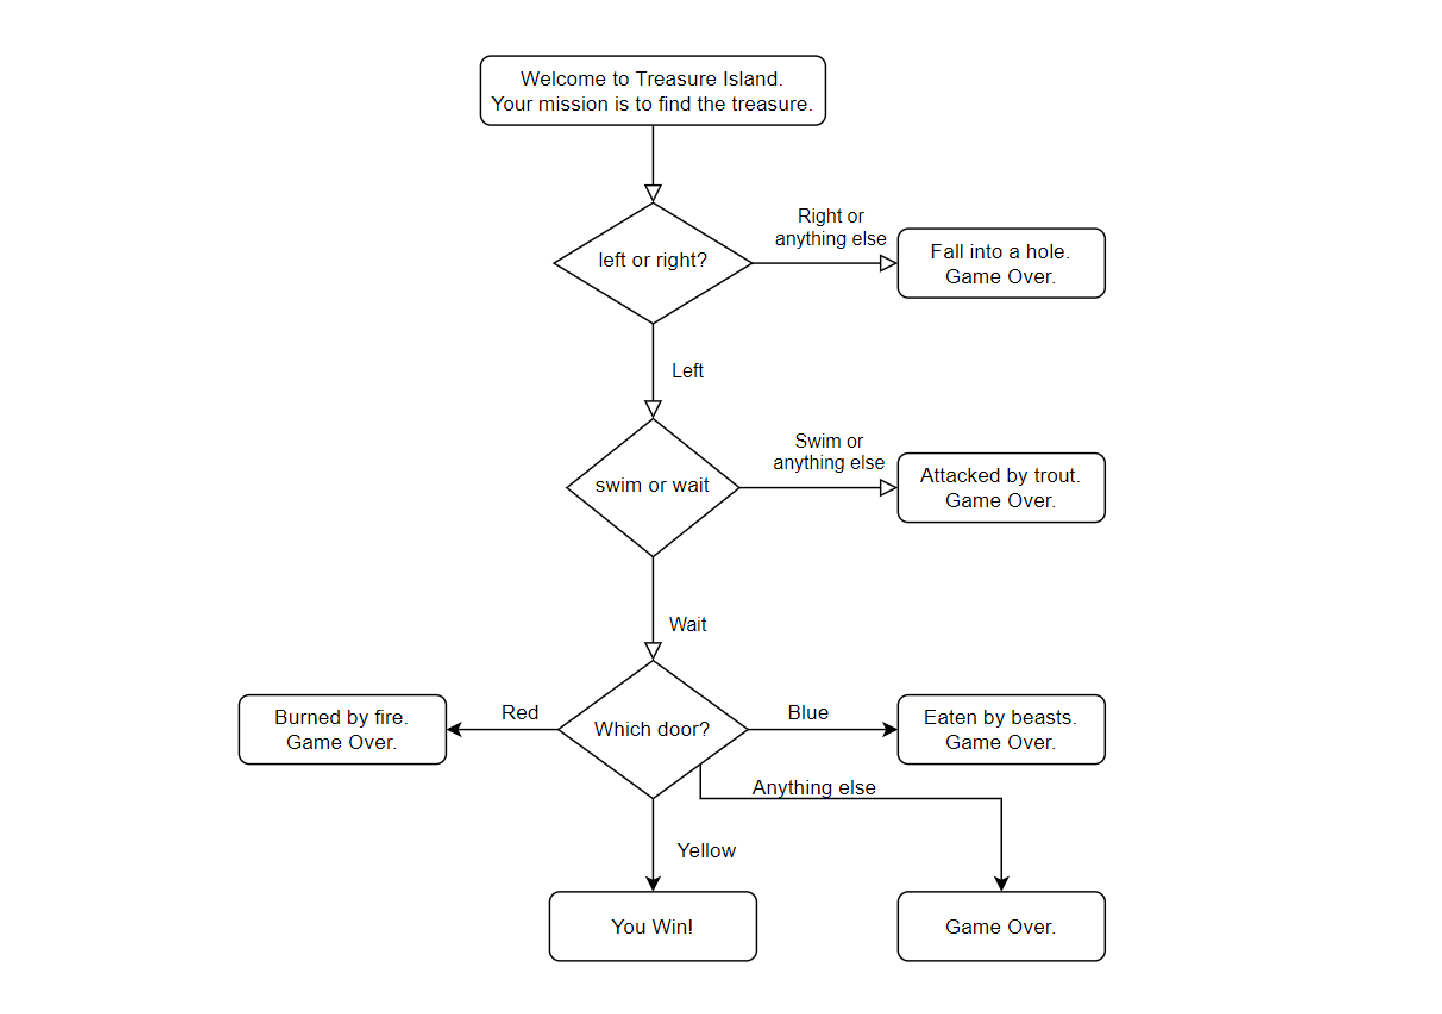 Welcome to Treasure Island.
Your mission is to find the treasure.
left or right?
Right or
anything else
Fall into a hole.
Game Over.
Left
swim or wait
Swim or
anything else
Attacked by trout.
Game Over.
Wait
Burned by fire.
Game Over.
Red
Which door?
Blue
Eaten by beasts.
Game Over.
Anything else
Yellow
You Win!
Game Over.